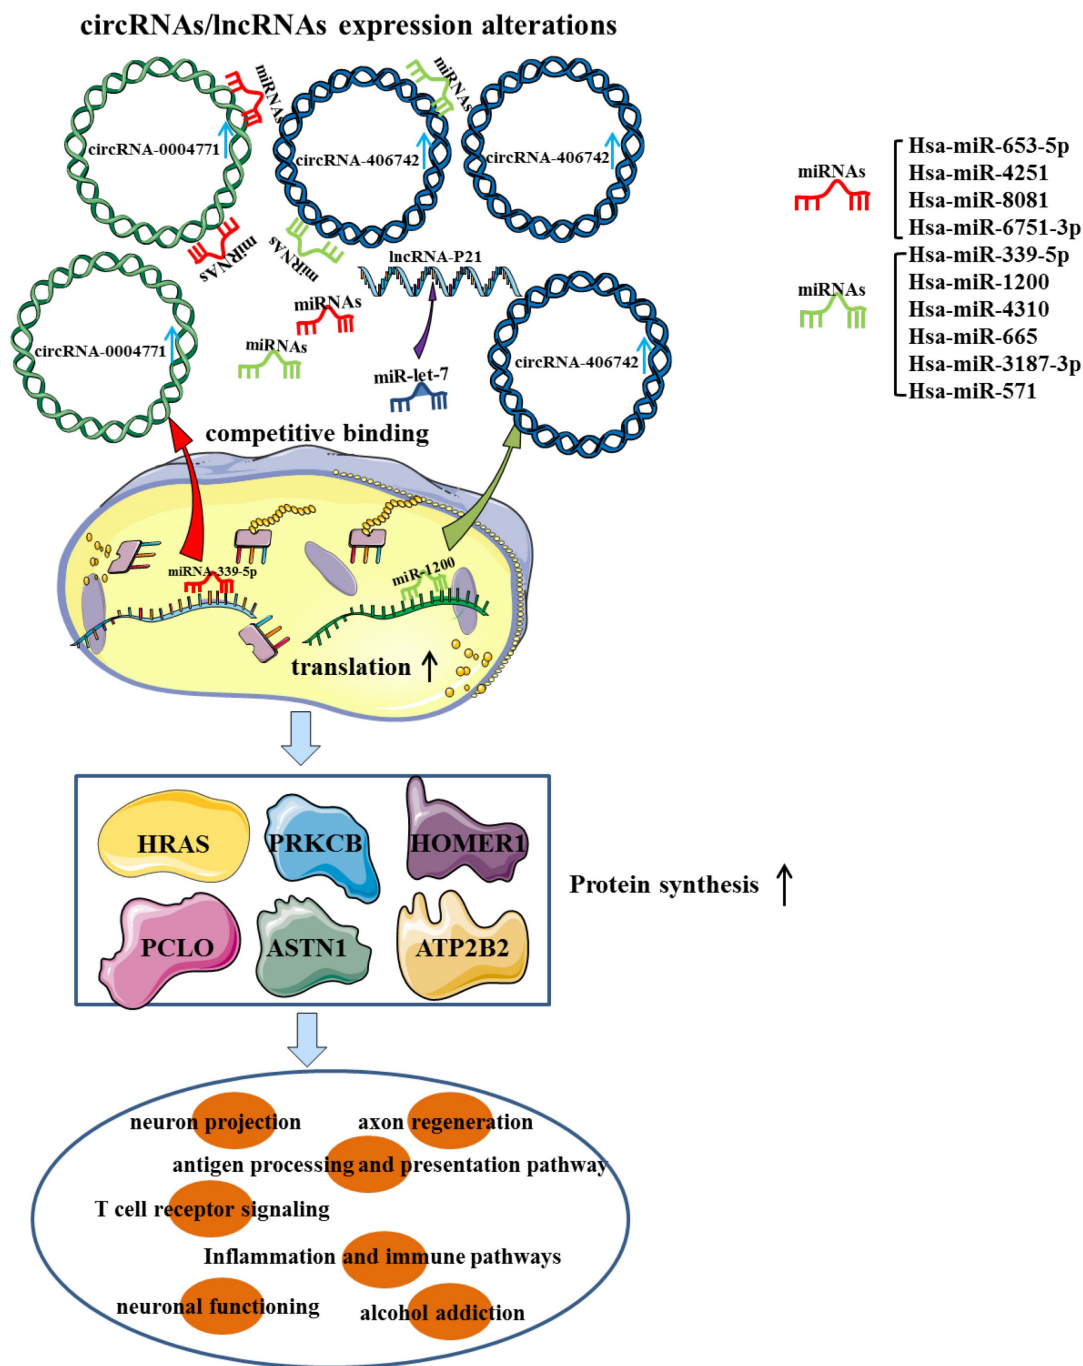 circRNAs/lncRNAs expression alterations
miRNAs
miRNAs
circRNA-0004771
circRNA-406742
circRNA-406742
miRNAs
miRNAs
lncRNA-P21
miRNAs
miRNAs
circRNA-0004771
miR-let-7
circRNA-406742
competitive binding
miRNA-339-5p
miR-1200
translation ↑
miRNAs
Hsa-miR-653-5p
Hsa-miR-4251
Hsa-miR-8081
Hsa-miR-6751-3p
miRNAs
Hsa-miR-339-5p
Hsa-miR-1200
Hsa-miR-4310
Hsa-miR-665
Hsa-miR-3187-3p
Hsa-miR-571
HRAS
PRKCB
HOMER1
PCLO
ASTN1
ATP2B2
Protein synthesis ↑
neuron projection
axon regeneration
antigen processing and presentation pathway
T cell receptor signaling
Inflammation and immune pathways
neuronal functioning
alcohol addiction